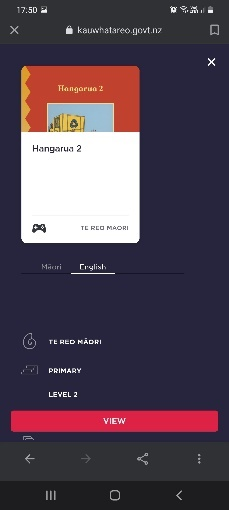 17:50
kauwhatareo.govt.nz
Hangarua 2
Hangarua 2
TE REO MĀORI
Māori English
TE REO MĀORI
PRIMARY
LEVEL 2
VIEW